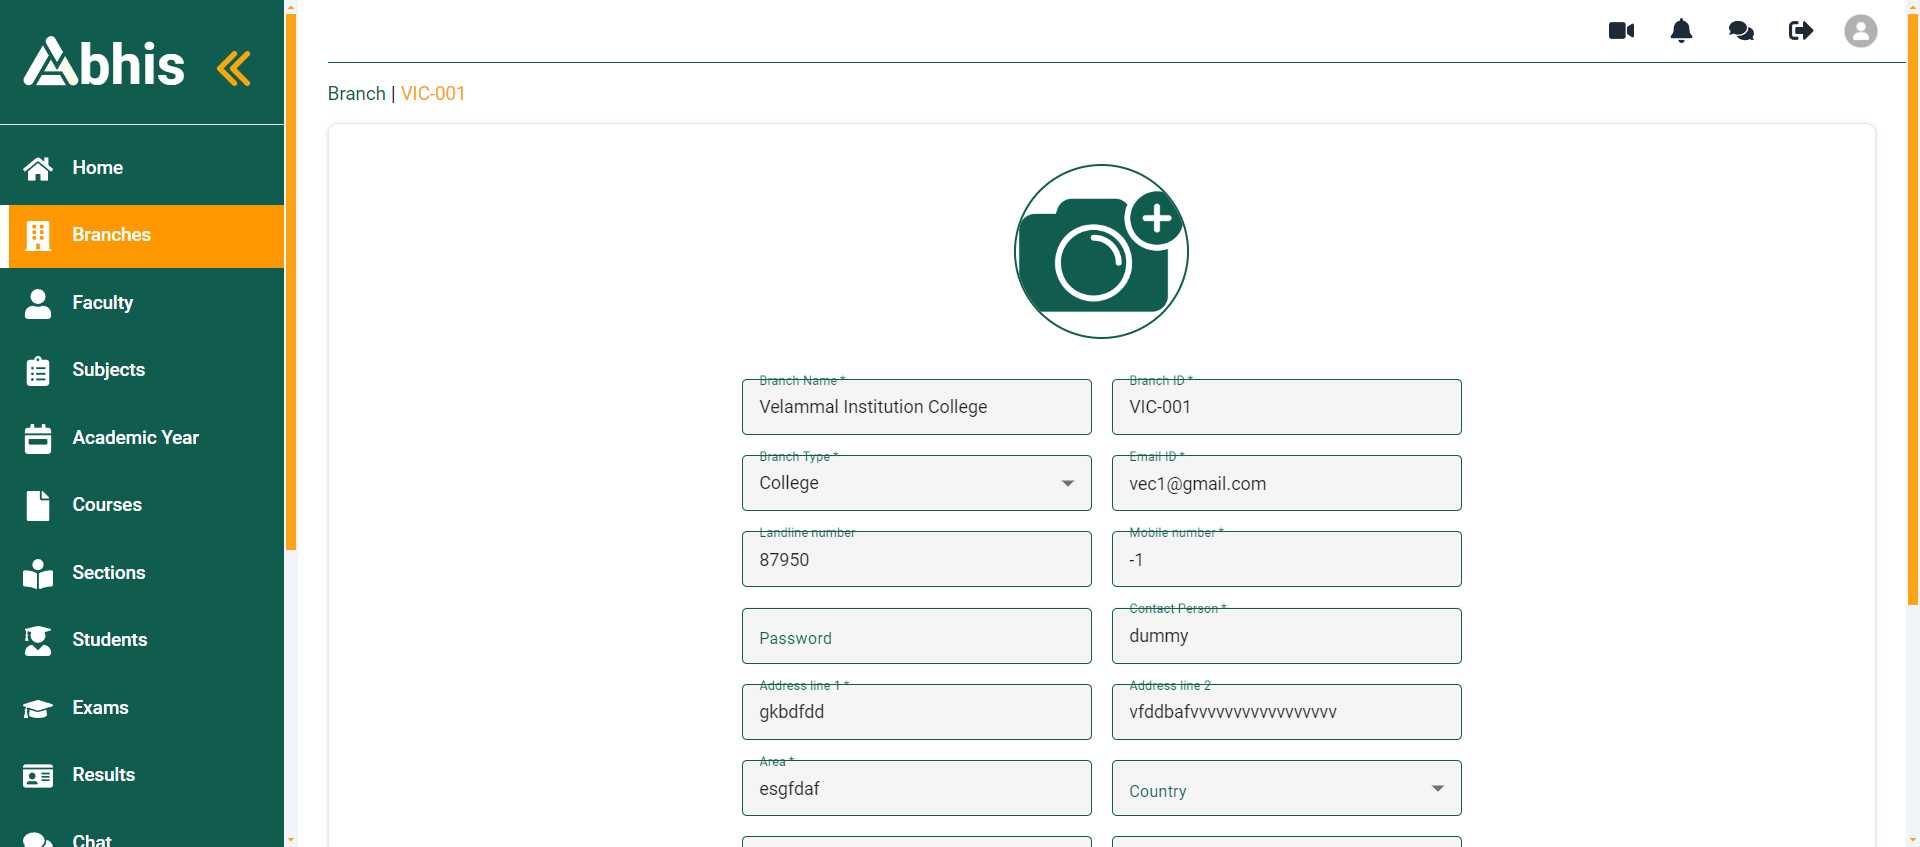 Abhis
Home
Branches
Faculty
Subjects
Academic Year
Courses
Sections
Students
Exams
Results
Chat
Branch | VIC-001
Branch Name *
Velammal Institution College
Branch ID *
VIC-001
Branch Type *
College
Email ID *
vec1@gmail.com
Landline number
87950
Mobile number *
-1
Password
Contact Person *
dummy
Address line 1 *
gkbdfdd
Address line 2
vfddbafvvvvvvvvvvvvvvvvv
Area *
esgfdaf
Country